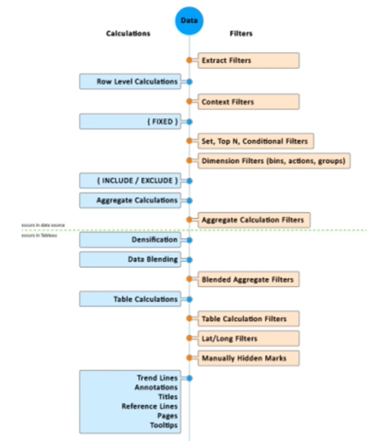 Data
Calculations
Filters
Extract Filters
Row Level Calculations
Context Filters
{ FIXED }
Set, Top N, Conditional Filters
Dimension Filters (bins, actions, groups)
{ INCLUDE / EXCLUDE }
Aggregate Calculations
Aggregate Calculation Filters
occurs in data source
occurs in Tableau
Densification
Data Blending
Blended Aggregate Filters
Table Calculations
Table Calculation Filters
Lat/Long Filters
Manually Hidden Marks
Trend Lines
Annotations
Titles
Reference Lines
Pages
Tooltips